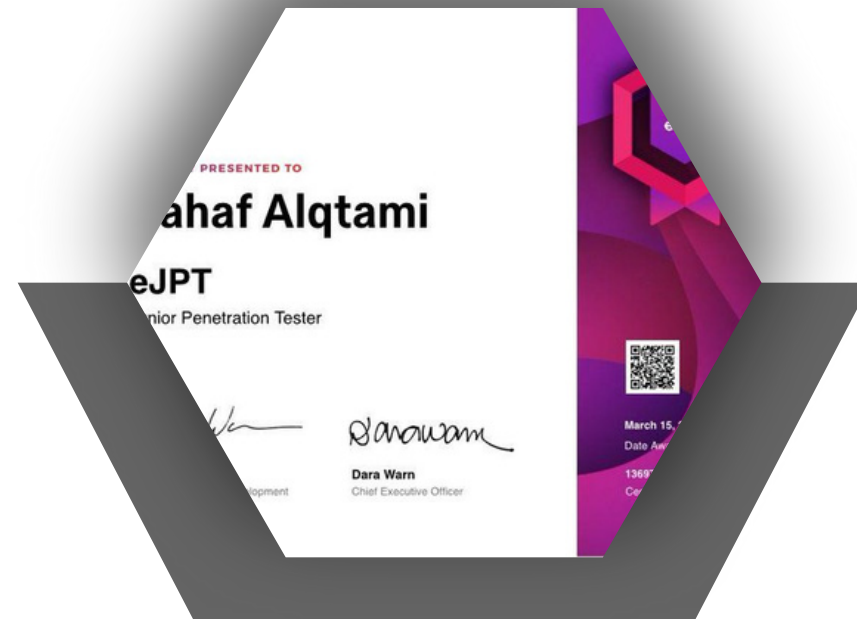 PRESENTED TO
ahaf Alqtami
eJPT
nior Penetration Tester
Dara Warn
lopment
Chief Executive Officer
6
March 15,
Date Aw
1369
Ce